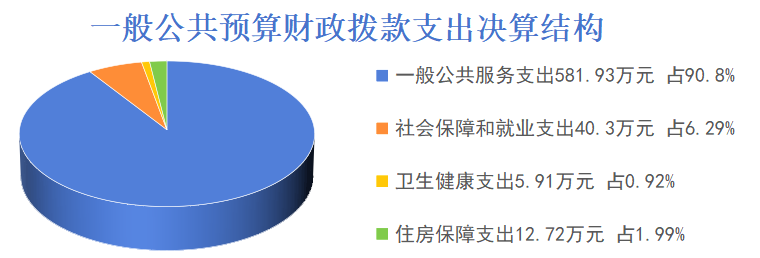 一般公共预算财政拨款支出决算结构
一般公共服务支出581.93万元 占90.8%
社会保障和就业支出40.3万元 占6.29%
卫生健康支出5.91万元 占0.92%
住房保障支出12.72万元 占1.99%